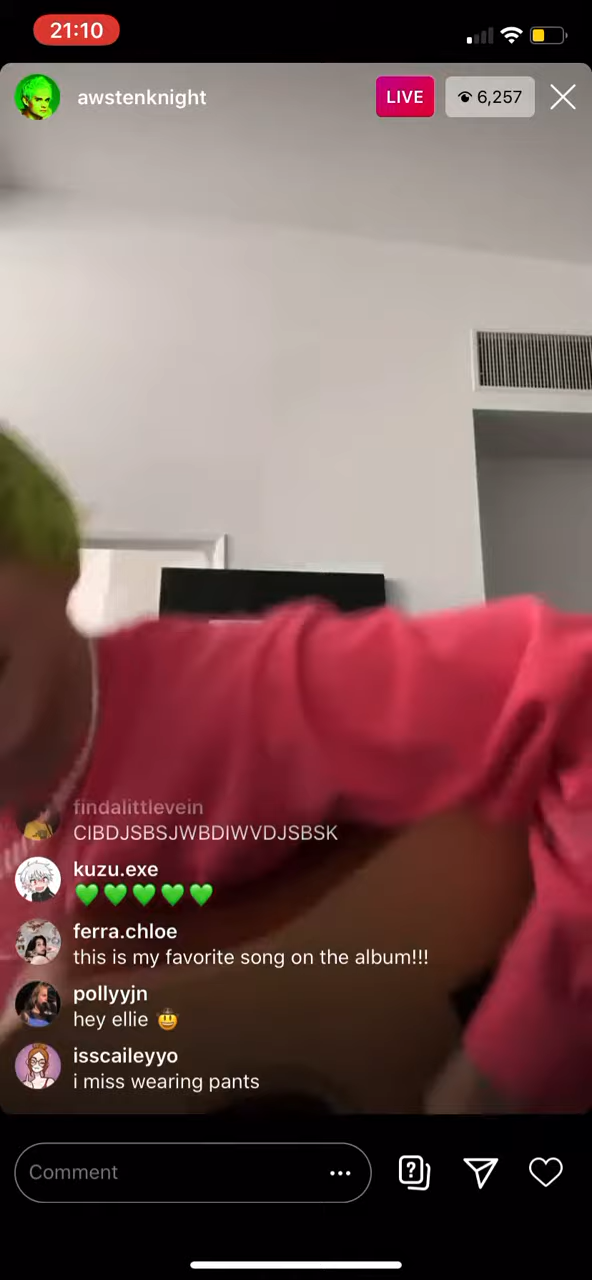 21:10
awstenknight
LIVE
6,257
findalittlevein
CIBDJSBSJWBDIWVDJSBSK
kuzu.exe
💚💚💚💚💚
ferra.chloe
this is my favorite song on the album!!!
pollyyjn
hey ellie 🤠
isscaileyyo
i miss wearing pants
Comment